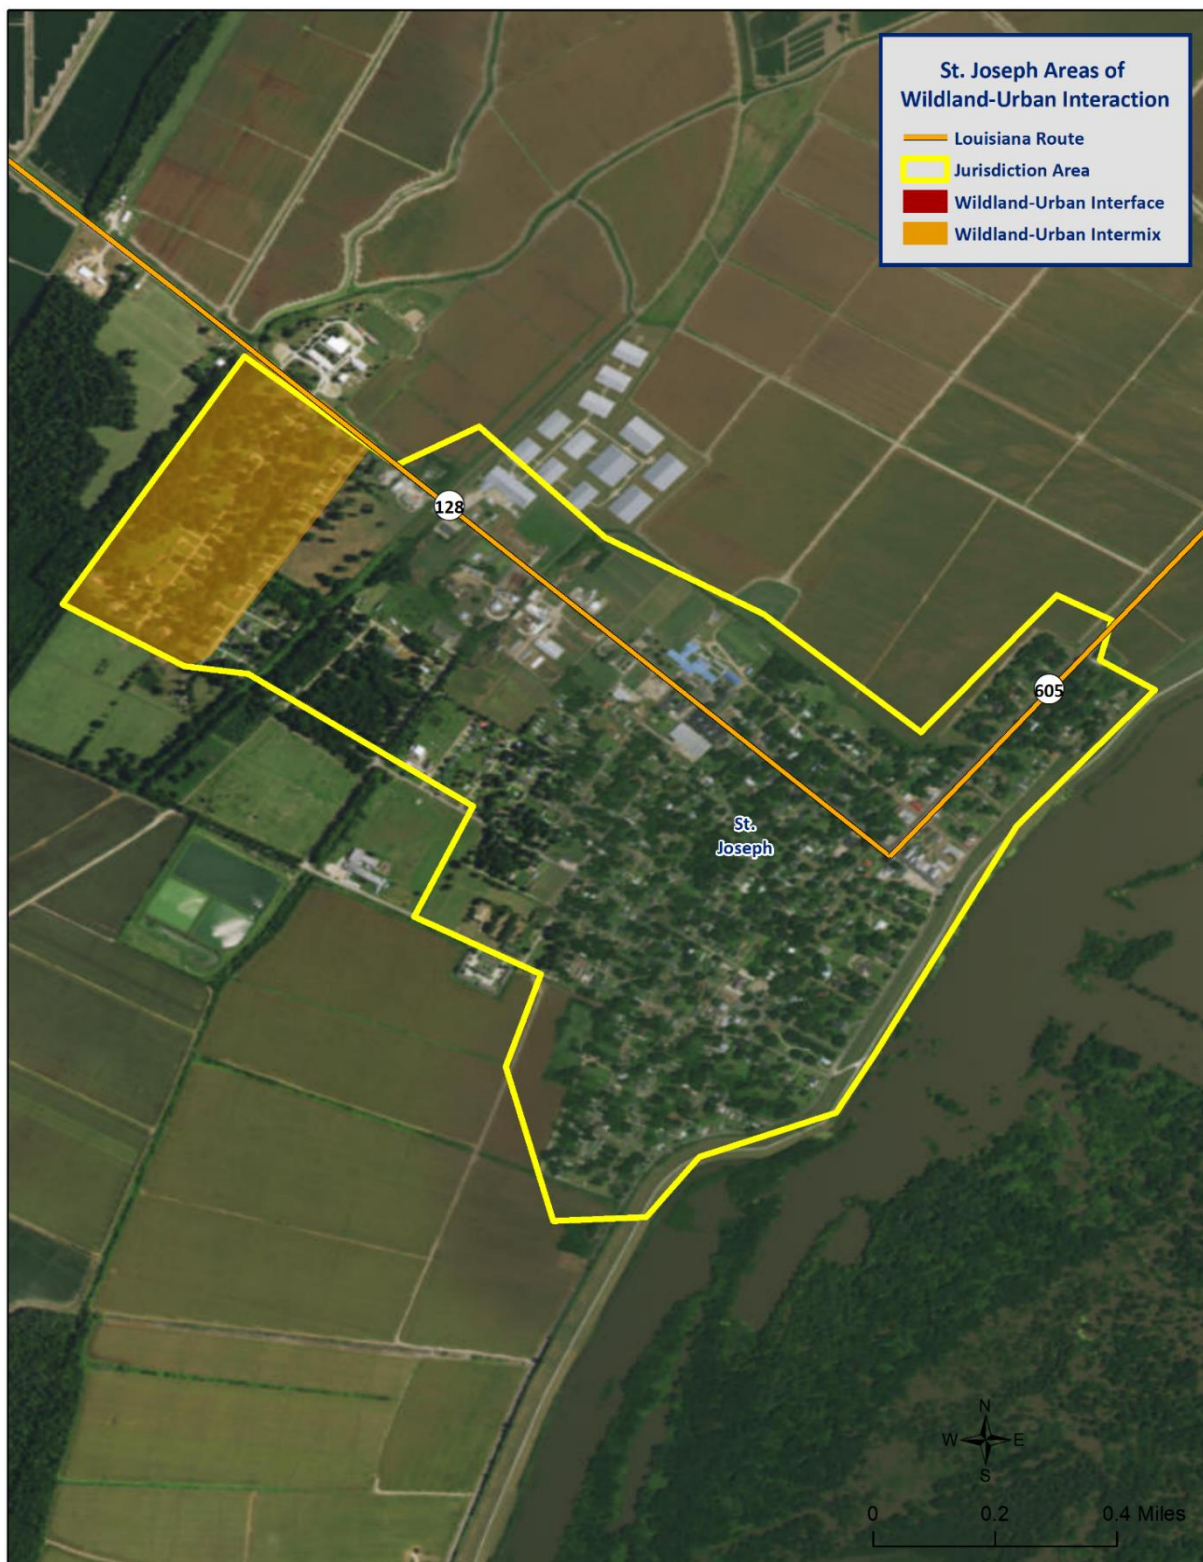 St. Joseph Areas of
Wildland-Urban Interaction
Louisiana Route
Jurisdiction Area
Wildland-Urban Interface
Wildland-Urban Intermix
128
605
St.
Joseph
N
W E
S
0 0.2 0.4 Miles